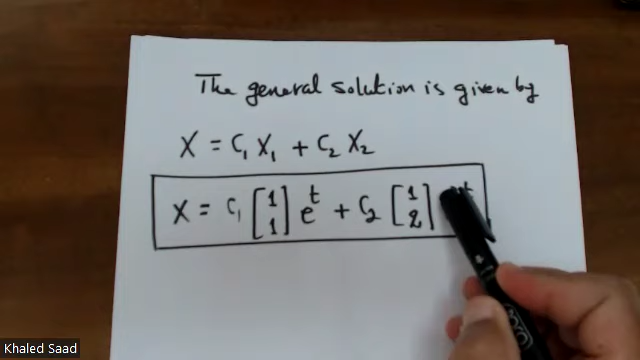 The general solution is given by
X = C₁ X₁ + C₂ X₂
X = C₁ [1 1] e^t + C₂ [1 2]
Khaled Saad